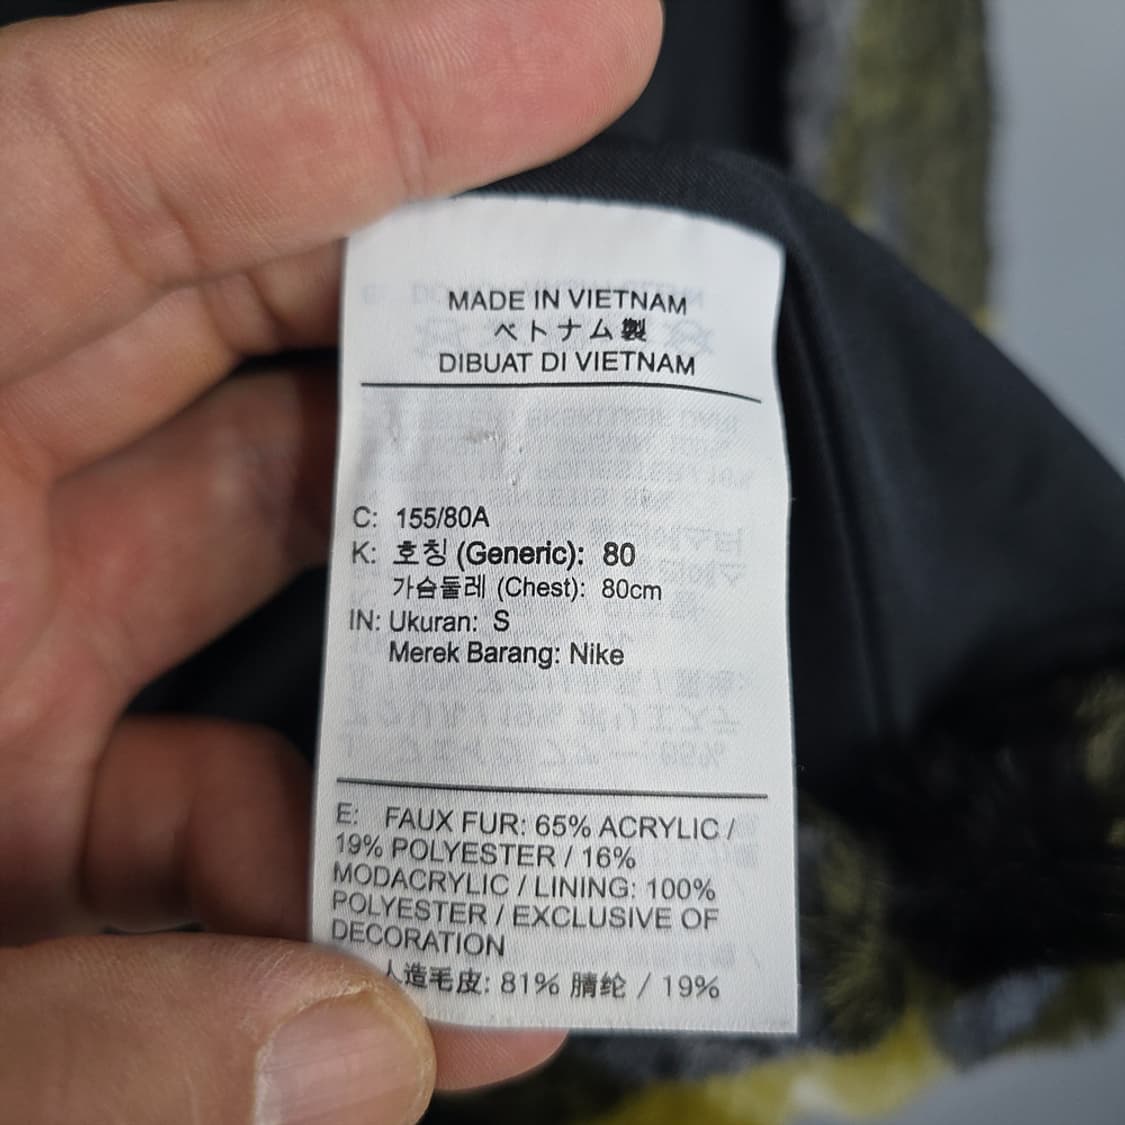 MADE IN VIETNAM
ベトナム製
DIBUAT DI VIETNAM
C: 155/80A
K: 호칭 (Generic): 80
가슴둘레 (Chest): 80cm
IN: Ukuran: S
Merek Barang: Nike
E: FAUX FUR: 65% ACRYLIC /
19% POLYESTER / 16%
MODACRYLIC / LINING: 100%
POLYESTER / EXCLUSIVE OF
DECORATION
人造毛皮: 81% 腈纶 / 19%